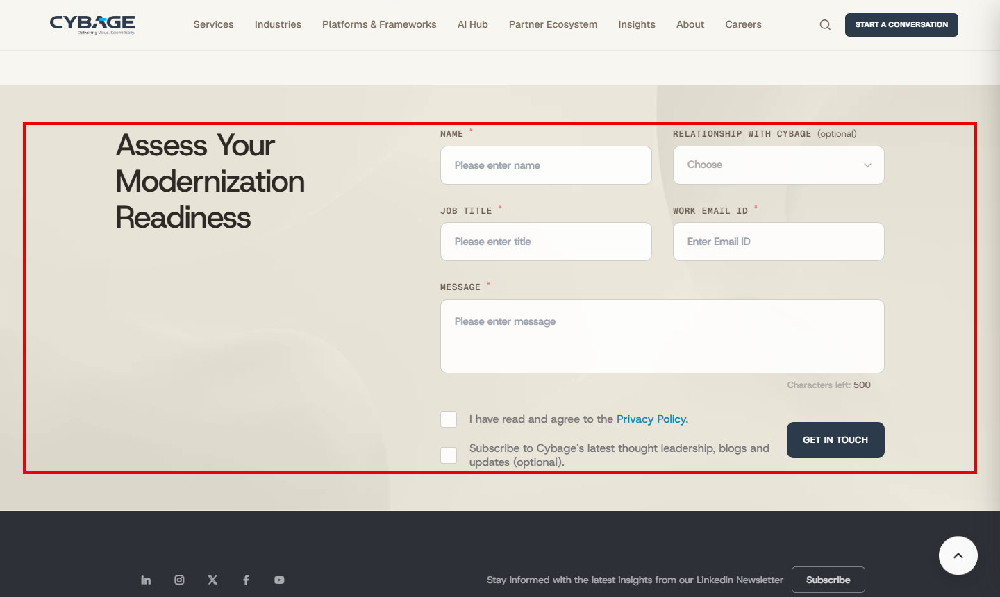 CYBAGE
Delivering Value. Scientifically.
Services
Industries
Platforms & Frameworks
AI Hub
Partner Ecosystem
Insights
About
Careers
START A CONVERSATION
Assess Your
Modernization
Readiness
NAME *
Please enter name
RELATIONSHIP WITH CYBAGE (optional)
Choose
JOB TITLE *
Please enter title
WORK EMAIL ID *
Enter Email ID
MESSAGE *
Please enter message
Characters left: 500
I have read and agree to the Privacy Policy.
Subscribe to Cybage's latest thought leadership, blogs and
updates (optional).
GET IN TOUCH
Stay informed with the latest insights from our LinkedIn Newsletter
Subscribe